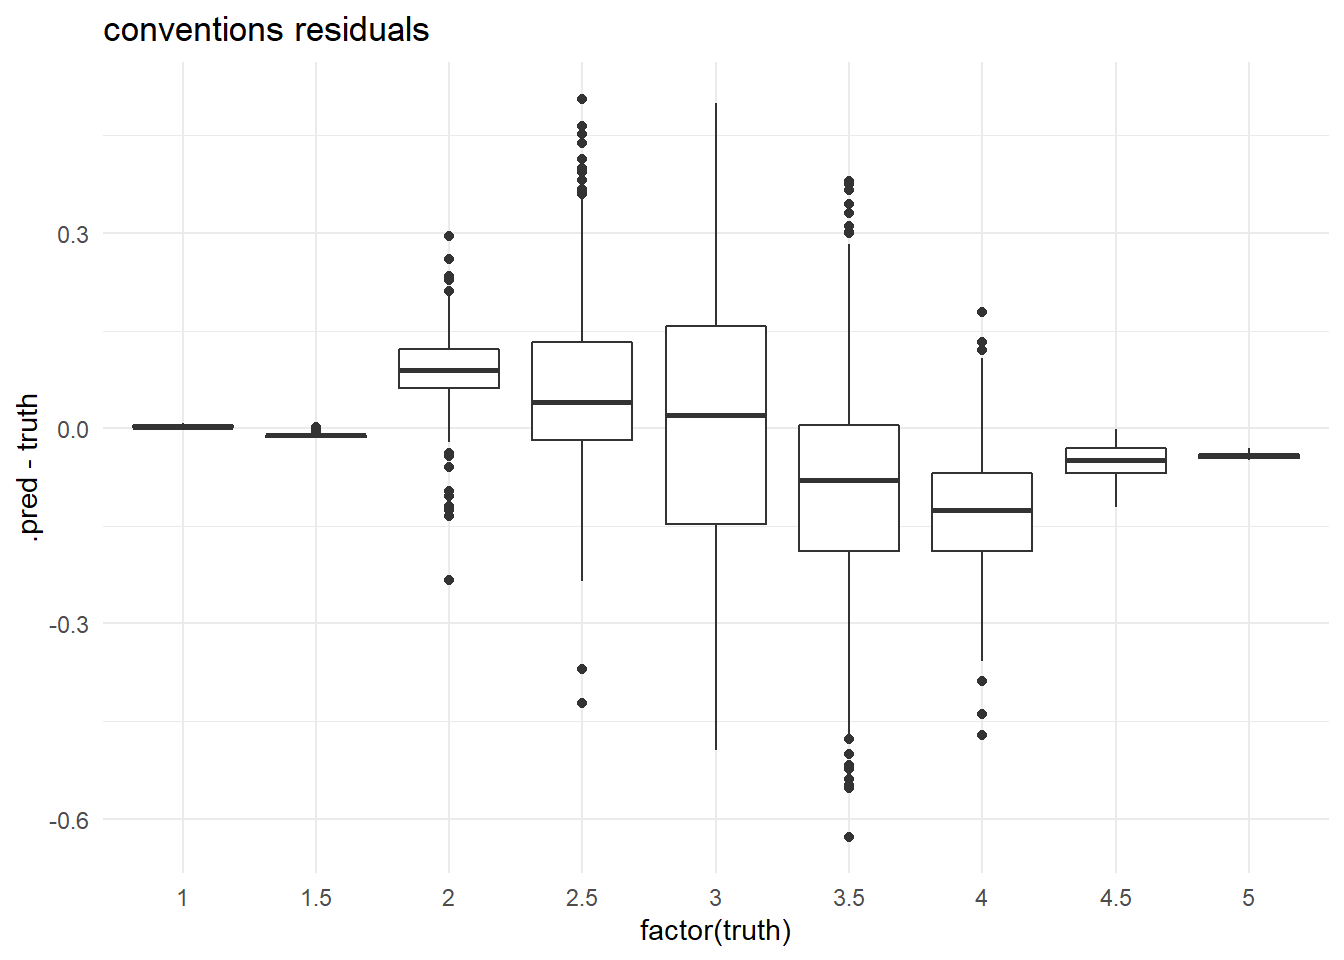 conventions residuals
.pred - truth
0.3
0.0
-0.3
-0.6
1 1.5 2 2.5 3 3.5 4 4.5 5
factor(truth)